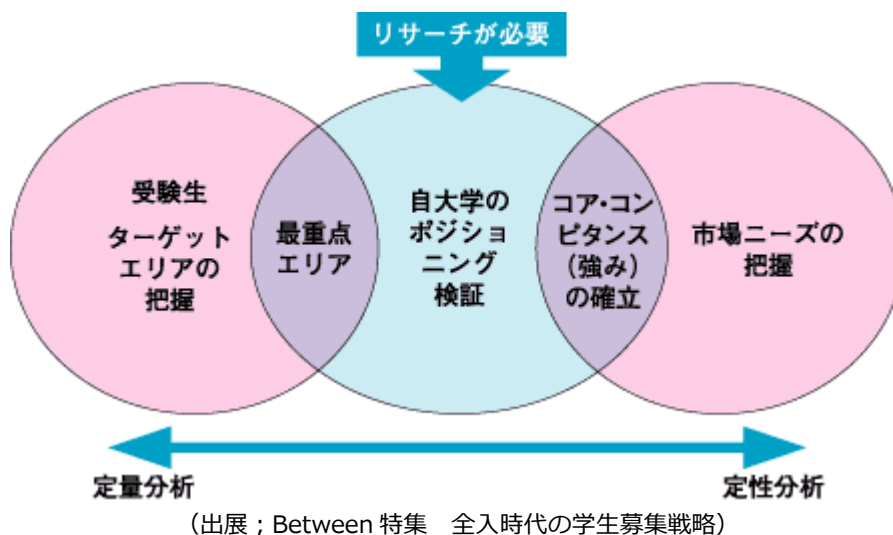 リサーチが必要
受験生
ターゲット
エリアの
把握
最重点
エリア
自大学の
ポジショ
ニング
検証
コア・コン
ピタンス
（強み）
の確立
市場ニーズの
把握
定量分析
定性分析
（出展；Between 特集　全入時代の学生募集戦略）